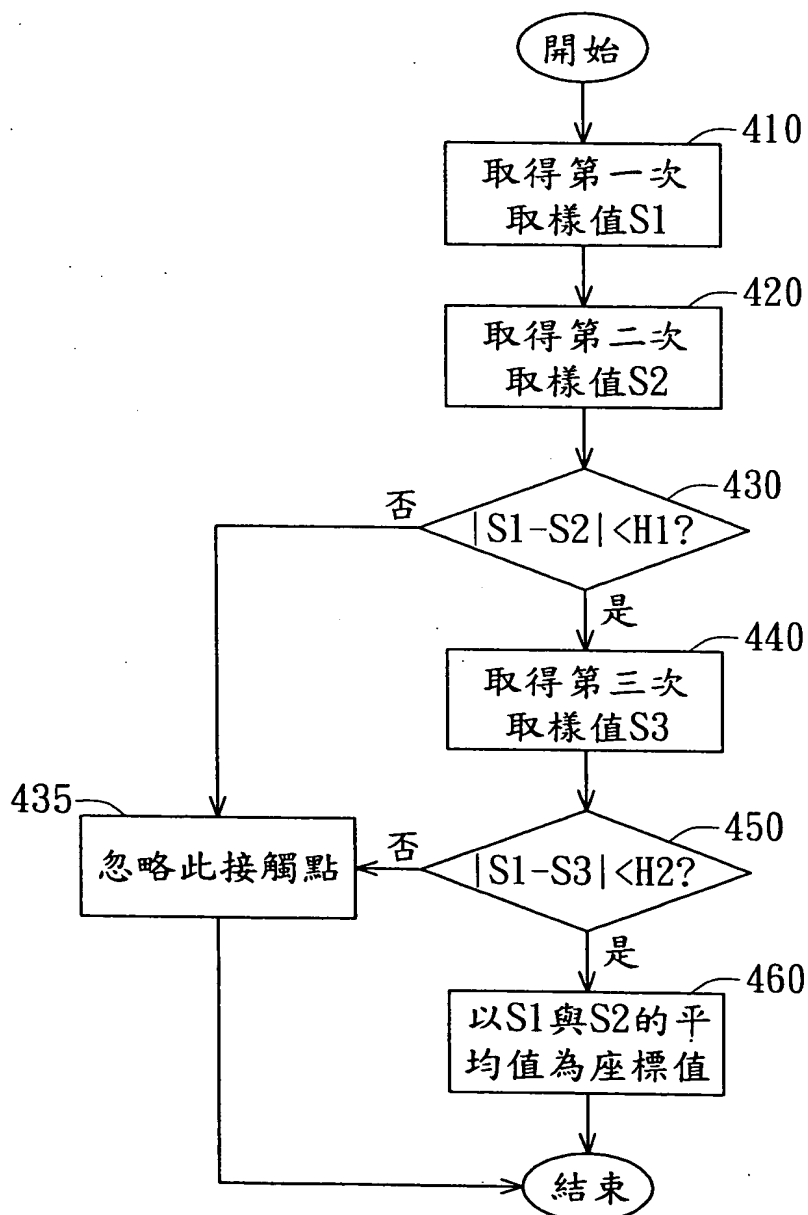 開始
410
取得第一次
取樣值S1
420
取得第二次
取樣值S2
430
否
|S1-S2|<H1?
是
440
取得第三次
取樣值S3
435
忽略此接觸點
450
否
|S1-S3|<H2?
是
460
以S1與S2的平
均值為座標值
結束